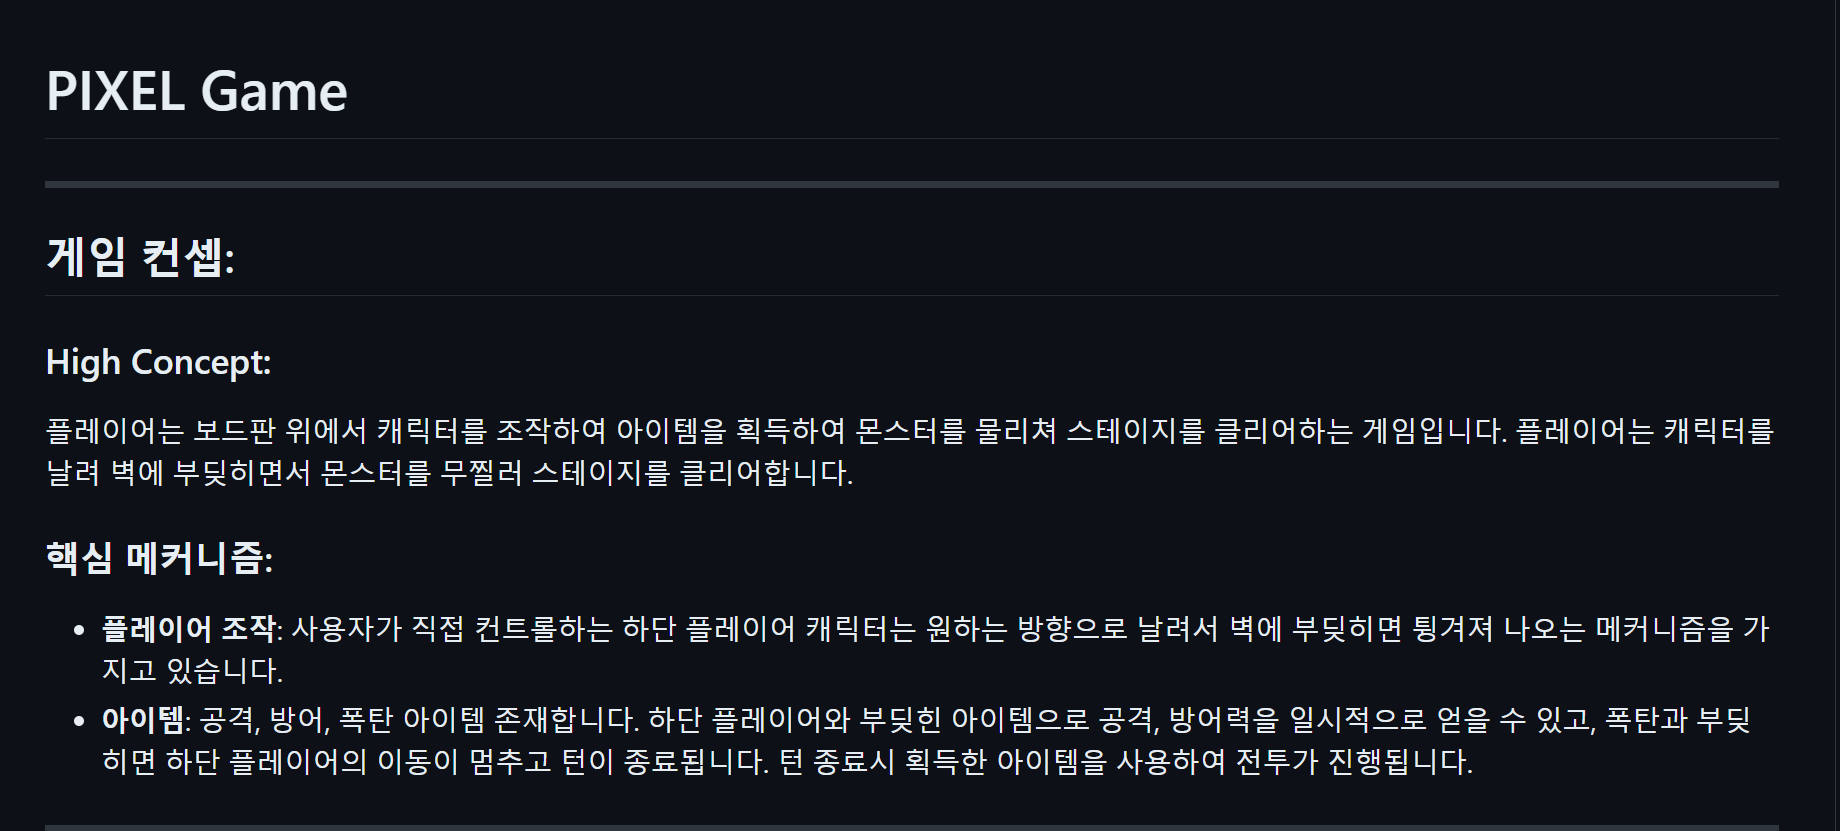 PIXEL Game
게임 컨셉:
High Concept:
플레이어는 보드판 위에서 캐릭터를 조작하여 아이템을 획득하여 몬스터를 물리쳐 스테이지를 클리어하는 게임입니다. 플레이어는 캐릭터를
날려 벽에 부딪히면서 몬스터를 무찔러 스테이지를 클리어합니다.
핵심 메커니즘:
• 플레이어 조작: 사용자가 직접 컨트롤하는 하단 플레이어 캐릭터는 원하는 방향으로 날려서 벽에 부딪히면 튕겨져 나오는 메커니즘을 가
지고 있습니다.
• 아이템: 공격, 방어, 폭탄 아이템 존재합니다. 하단 플레이어와 부딪힌 아이템으로 공격, 방어력을 일시적으로 얻을 수 있고, 폭탄과 부딪
히면 하단 플레이어의 이동이 멈추고 턴이 종료됩니다. 턴 종료시 획득한 아이템을 사용하여 전투가 진행됩니다.